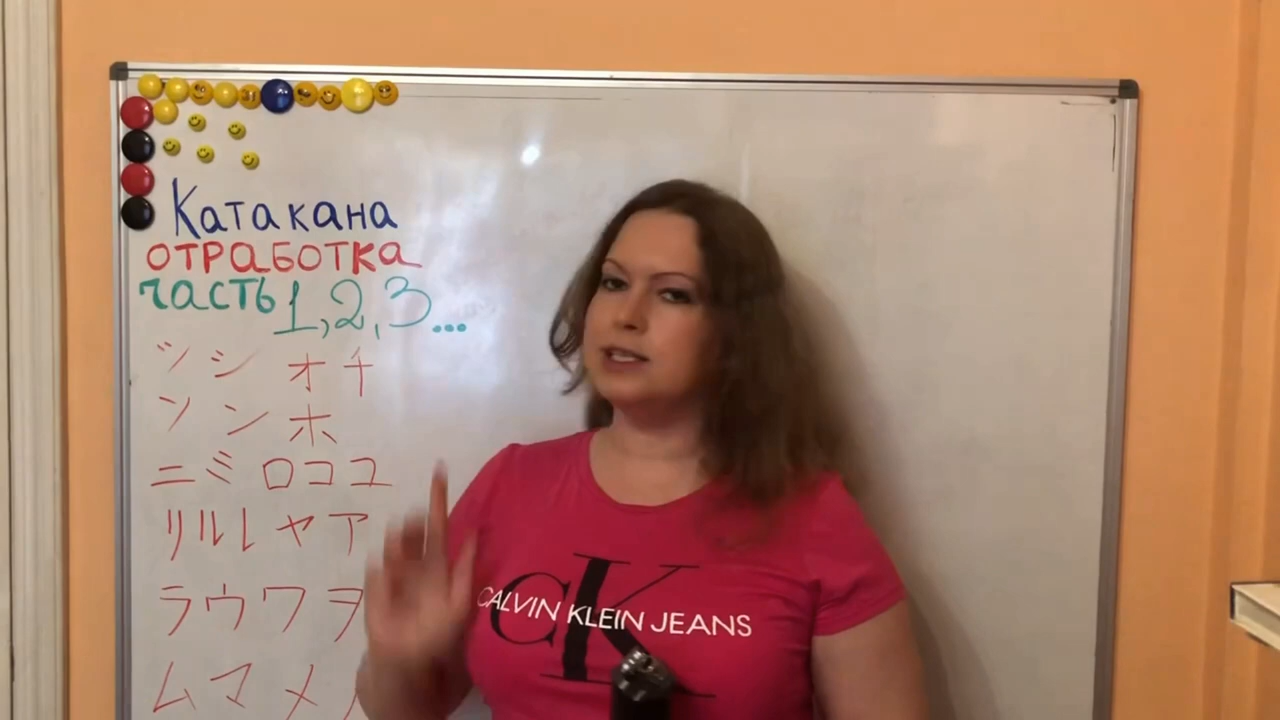 Катакана
отработка
часть 1,2,3...
ツ シ オ チ
ソ ン ホ
ニ ミ ロ コ ユ
リ ル レ ヤ ア
ラ ウ ワ ヲ
ム マ メ
CK
CALVIN KLEIN JEANS